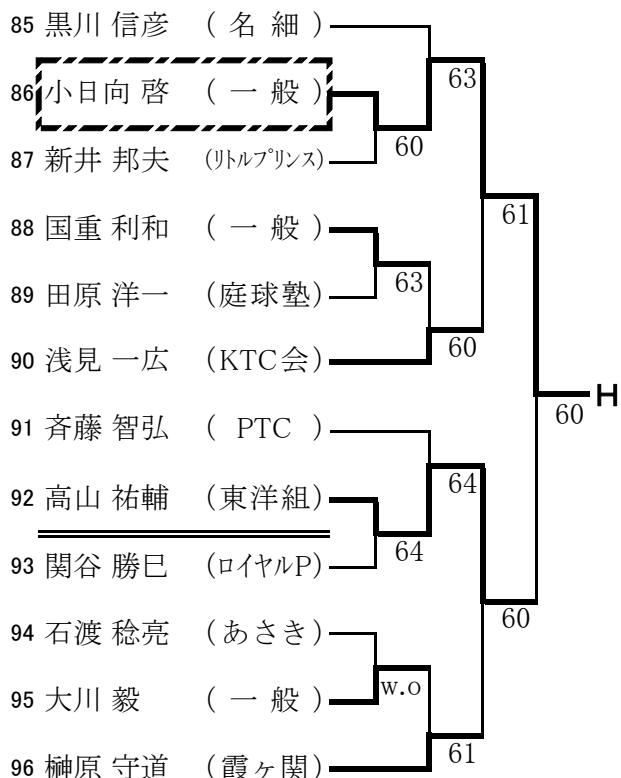 85 黒川 信彦 （ 名 細 ）
63
86 小日向 啓 （ 一 般 ）
60
87 新井 邦夫 （リトルプリンス）
61
88 国重 利和 （ 一 般 ）
63
89 田原 洋一 （庭球塾）
60
90 浅見 一広 （KTC会）
60 H
91 斉藤 智弘 （ PTC ）
64
92 高山 祐輔 （東洋組）
64
93 関谷 勝巳 （ロイヤルP）
60
94 石渡 稔亮 （あさき）
w.o
95 大川 毅 （ 一 般 ）
61
96 榊原 守道 （霞ヶ関）